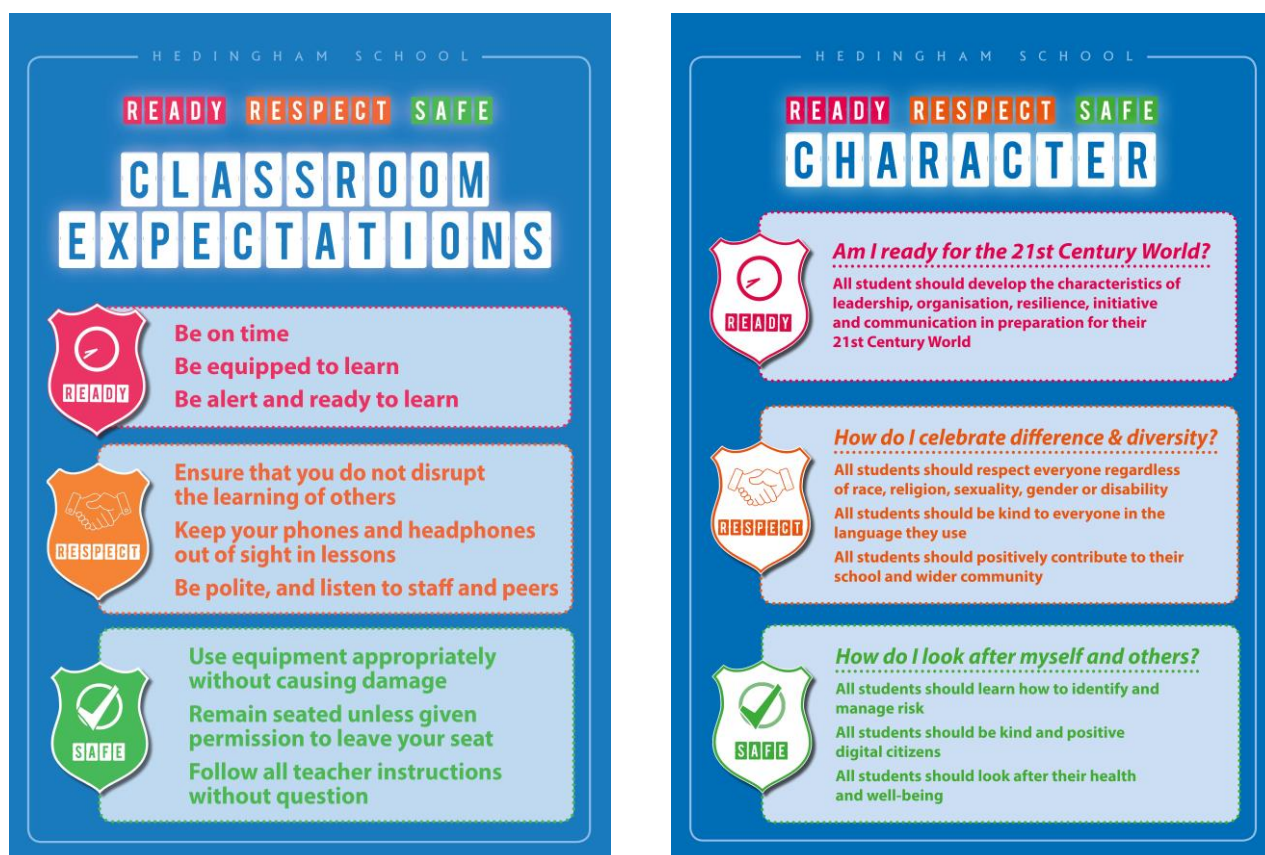 HEDINGHAM SCHOOL
READY RESPECT SAFE
CLASSROOM
EXPECTATIONS
READY
Be on time
Be equipped to learn
Be alert and ready to learn
RESPECT
Ensure that you do not disrupt
the learning of others
Keep your phones and headphones
out of sight in lessons
Be polite, and listen to staff and peers
SAFE
Use equipment appropriately
without causing damage
Remain seated unless given
permission to leave your seat
Follow all teacher instructions
without question
HEDINGHAM SCHOOL
READY RESPECT SAFE
CHARACTER
READY
Am I ready for the 21st Century World?
All student should develop the characteristics of
leadership, organisation, resilience, initiative
and communication in preparation for their
21st Century World
RESPECT
How do I celebrate difference & diversity?
All students should respect everyone regardless
of race, religion, sexuality, gender or disability
All students should be kind to everyone in the
language they use
All students should positively contribute to their
school and wider community
SAFE
How do I look after myself and others?
All students should learn how to identify and
manage risk
All students should be kind and positive
digital citizens
All students should look after their health
and well-being